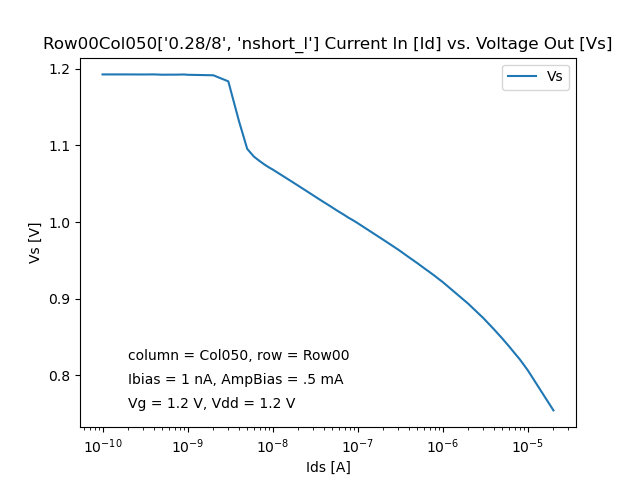 Row00Col050['0.28/8', 'nshort_l'] Current In [Id] vs. Voltage Out [Vs]
1.2
Vs
1.1
1.0
Vs [V]
0.9
column = Col050, row = Row00
0.8
Ibias = 1 nA, AmpBias = .5 mA
Vg = 1.2 V, Vdd = 1.2 V
10⁻¹⁰ 10⁻⁹ 10⁻⁸ 10⁻⁷ 10⁻⁶ 10⁻⁵
Ids [A]